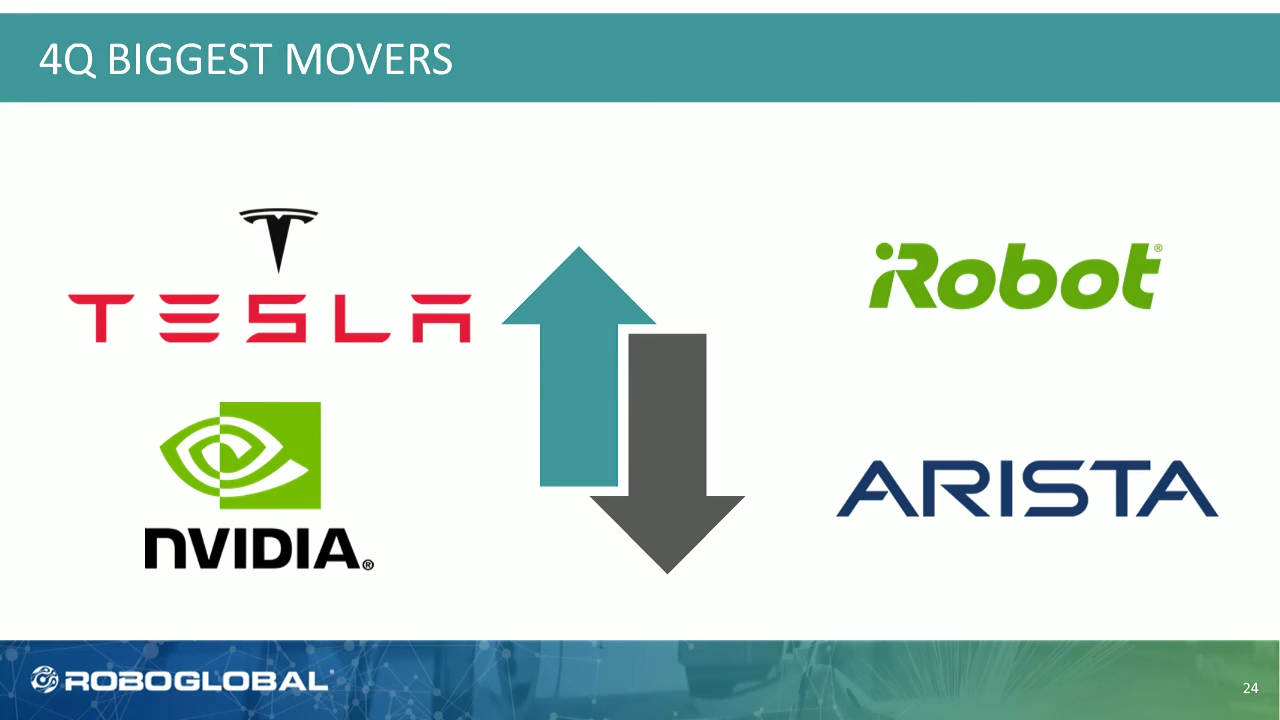 4Q BIGGEST MOVERS
TESLA
iRobot®
NVIDIA®
ARISTA
ROBOGLOBAL
24